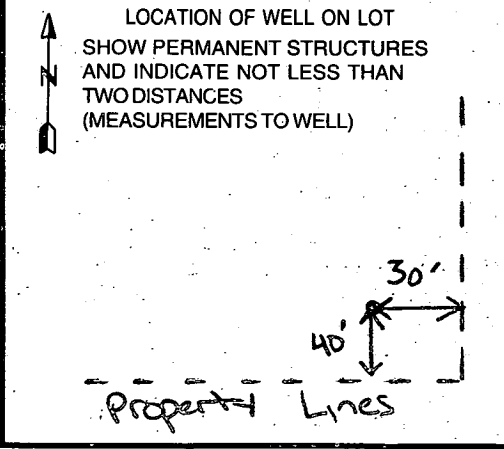 LOCATION OF WELL ON LOT
SHOW PERMANENT STRUCTURES
N AND INDICATE NOT LESS THAN
TWO DISTANCES
(MEASUREMENTS TO WELL)
30'
40'
Property Lines